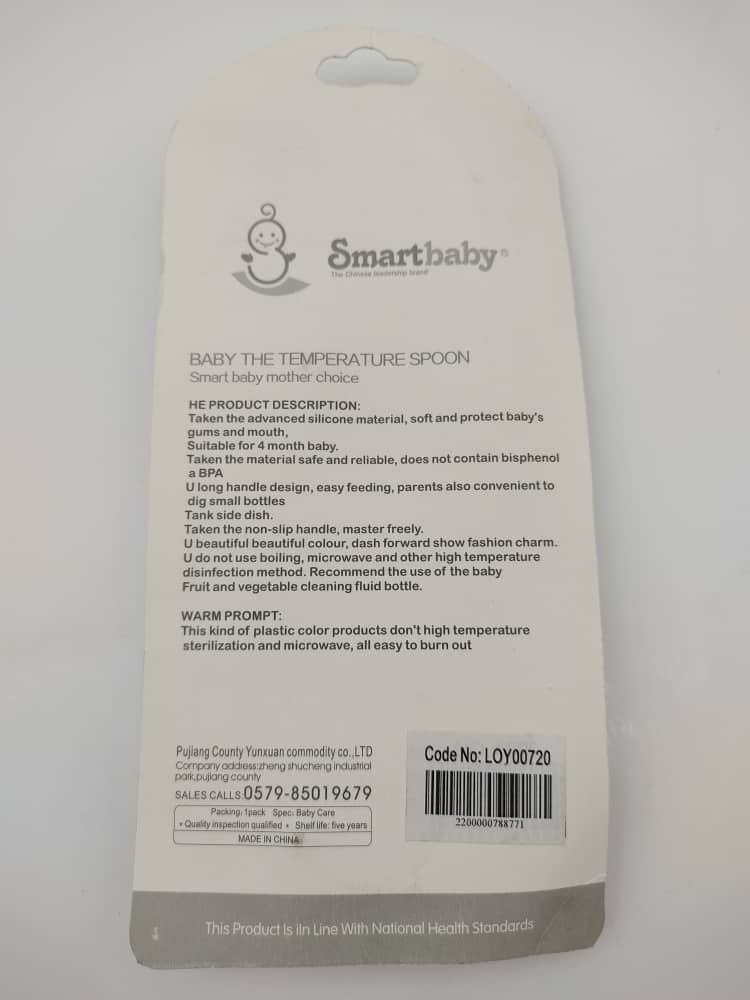 Smartbaby®
The Chinese leadership brand
BABY THE TEMPERATURE SPOON
Smart baby mother choice
HE PRODUCT DESCRIPTION:
Taken the advanced silicone material, soft and protect baby's
gums and mouth,
Suitable for 4 month baby.
Taken the material safe and reliable, does not contain bisphenol
a BPA
U long handle design, easy feeding, parents also convenient to
dig small bottles
Tank side dish.
Taken the non-slip handle, master freely.
U beautiful beautiful colour, dash forward show fashion charm.
U do not use boiling, microwave and other high temperature
disinfection method. Recommend the use of the baby
Fruit and vegetable cleaning fluid bottle.
WARM PROMPT:
This kind of plastic color products don't high temperature
sterilization and microwave, all easy to burn out
Pujiang County Yunxuan commodity co.,LTD
Company address:zheng shucheng industrial
park,pujiang county
SALES CALLS:0579-85019679
Packing: 1pack Spec: Baby Care
• Quality inspection qualified • Shelf life: five years
MADE IN CHINA
Code No: LOY00720
2200000788771
This Product Is iIn Line With National Health Standards